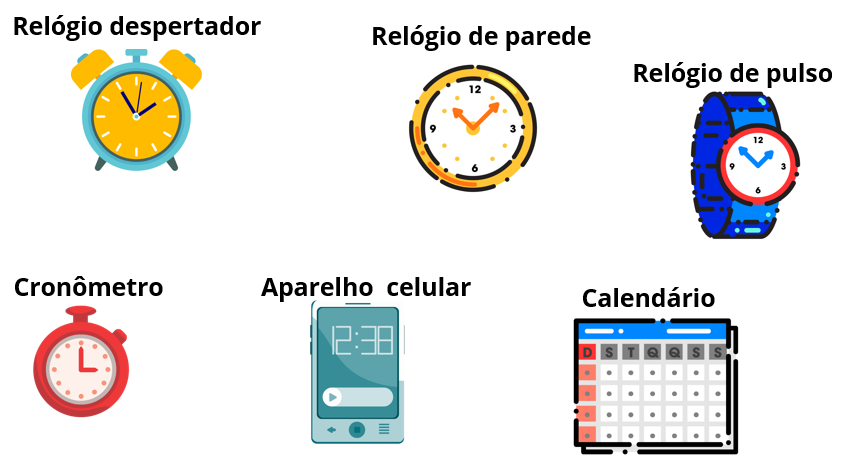 Relógio despertador
Relógio de parede
12
9 3
6
Relógio de pulso
12
9 3
6
Cronômetro
Aparelho celular
12:38
Calendário
D S T Q Q S S